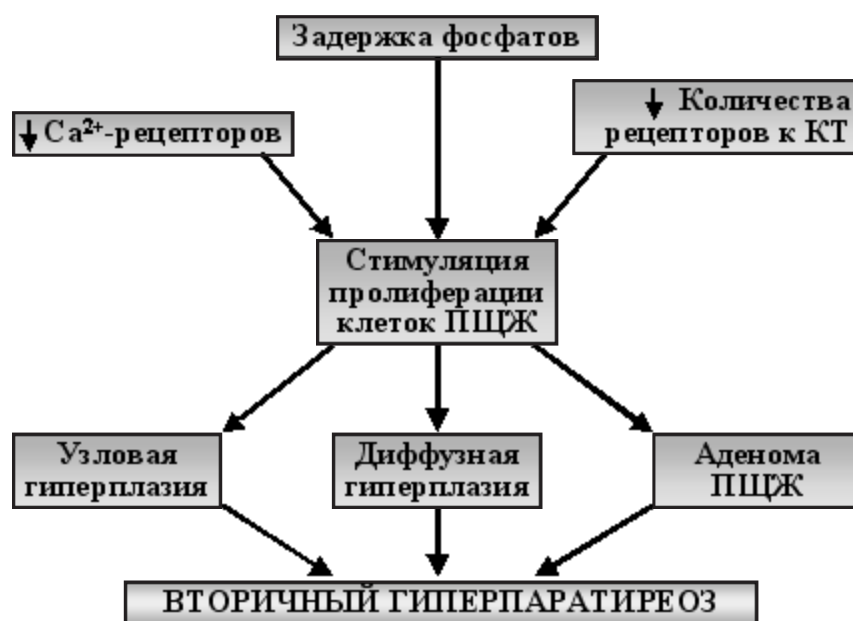 Задержка фосфатов
↓ Ca²⁺-рецепторов
↓ Количества
рецепторов к КТ
Стимуляция
пролиферации
клеток ПЩЖ
Узловая
гиперплазия
Диффузная
гиперплазия
Аденома
ПЩЖ
ВТОРИЧНЫЙ ГИПЕРПАРАТИРЕОЗ